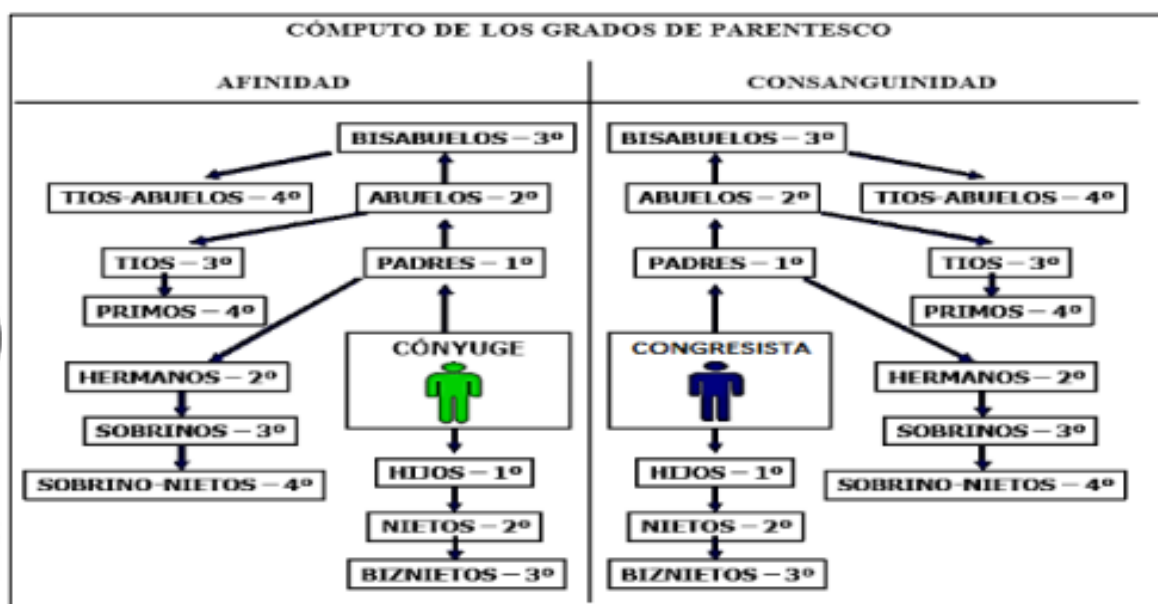 CÓMPUTO DE LOS GRADOS DE PARENTESCO
AFINIDAD
CONSANGUINIDAD
BISABUELOS – 3º
TIOS-ABUELOS – 4º
ABUELOS – 2º
TIOS – 3º
PADRES – 1º
PRIMOS – 4º
CÓNYUGE
HERMANOS – 2º
SOBRINOS – 3º
SOBRINO-NIETOS – 4º
HIJOS – 1º
NIETOS – 2º
BIZNIETOS – 3º
BISABUELOS – 3º
ABUELOS – 2º
TIOS-ABUELOS – 4º
PADRES – 1º
TIOS – 3º
PRIMOS – 4º
CONGRESISTA
HERMANOS – 2º
SOBRINOS – 3º
HIJOS – 1º
SOBRINO-NIETOS – 4º
NIETOS – 2º
BIZNIETOS – 3º